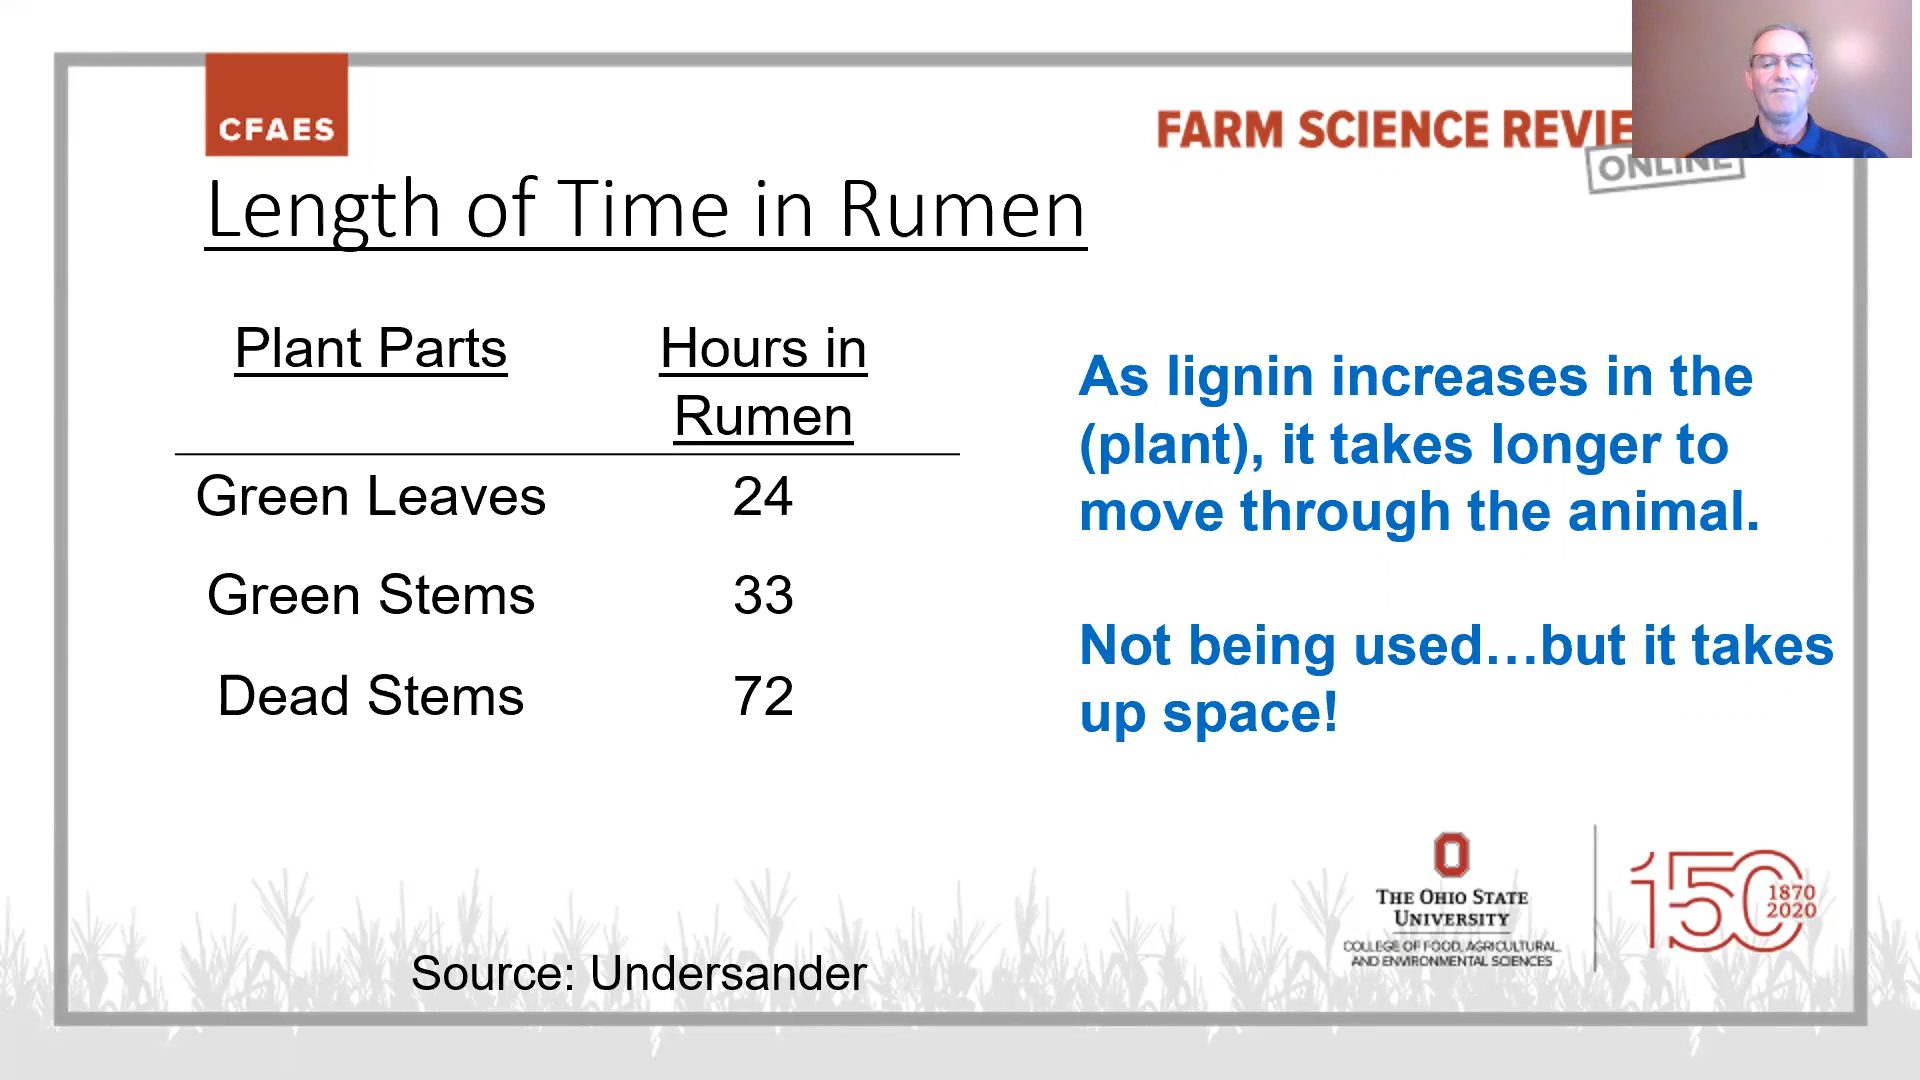 CFAES
FARM SCIENCE REVIE
ONLINE
Length of Time in Rumen
Plant Parts
Hours in
Rumen
Green Leaves 24
Green Stems 33
Dead Stems 72
As lignin increases in the
(plant), it takes longer to
move through the animal.
Not being used…but it takes
up space!
THE OHIO STATE
UNIVERSITY
COLLEGE OF FOOD, AGRICULTURAL,
AND ENVIRONMENTAL SCIENCES
150
1870
2020
Source: Undersander